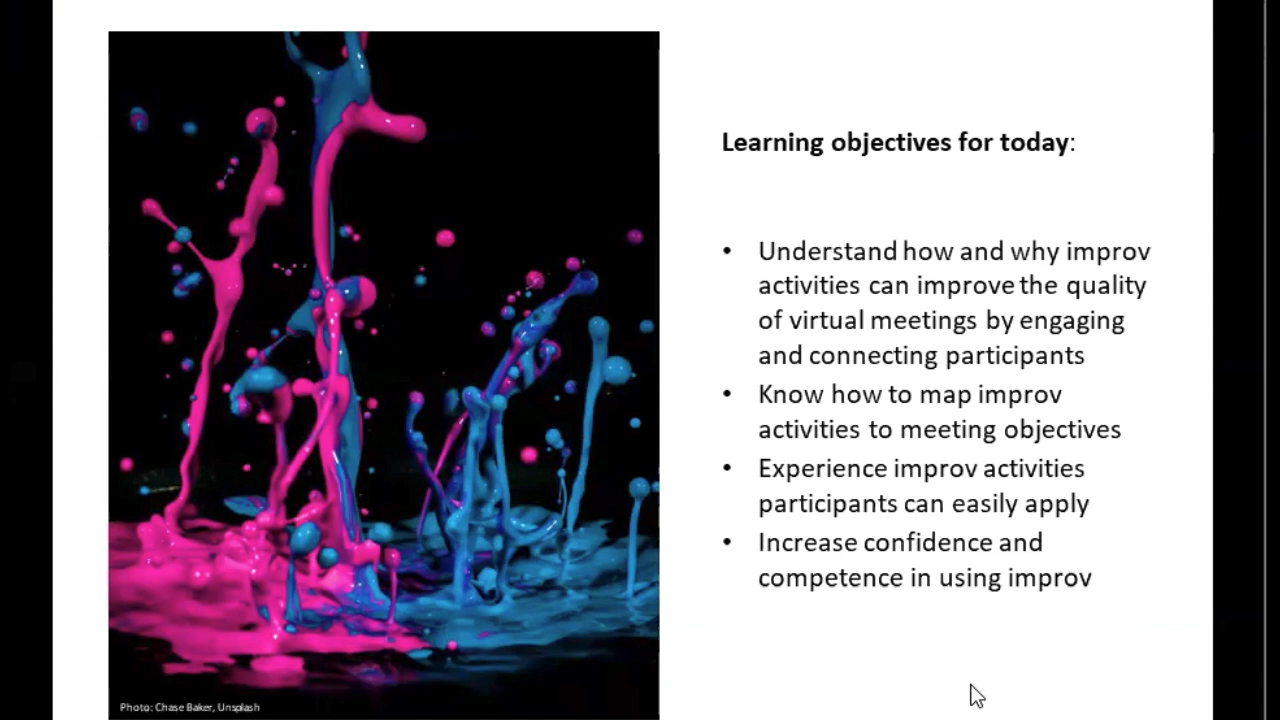 Learning objectives for today:
• Understand how and why improv
activities can improve the quality
of virtual meetings by engaging
and connecting participants
• Know how to map improv
activities to meeting objectives
• Experience improv activities
participants can easily apply
• Increase confidence and
competence in using improv
Photo: Chase Baker, Unsplash